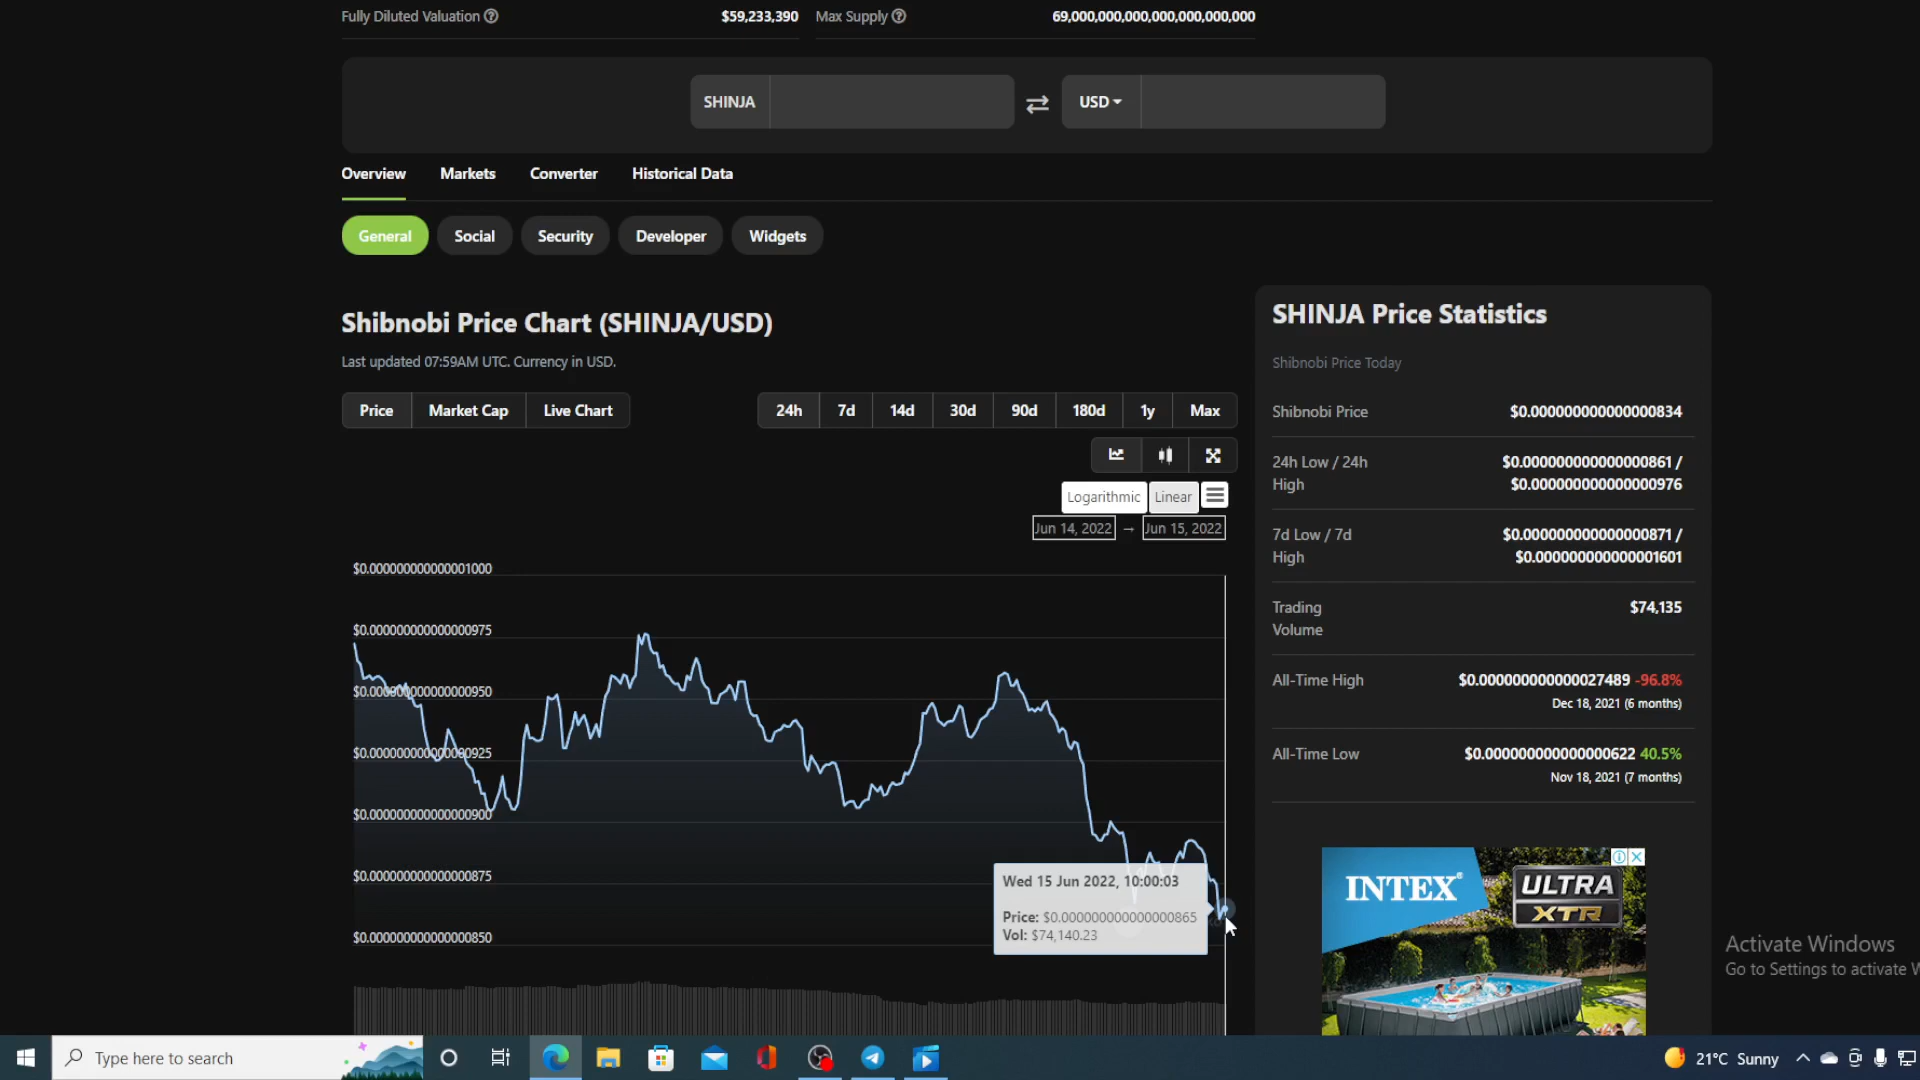 Fully Diluted Valuation $59,233,390 Max Supply 69,000,000,000,000,000,000,000
SHINJA USD
Overview Markets Converter Historical Data
General Social Security Developer Widgets
Shibnobi Price Chart (SHINJA/USD)
Last updated 07:59AM UTC. Currency in USD.
Price Market Cap Live Chart 24h 7d 14d 30d 90d 180d 1y Max
Logarithmic Linear
Jun 14, 2022 → Jun 15, 2022
$0.000000000000001000
$0.000000000000000975
$0.000000000000000950
$0.000000000000000925
$0.000000000000000900
$0.000000000000000875
$0.000000000000000850
Wed 15 Jun 2022, 10:00:03
Price: $0.000000000000000865
Vol: $74,140.23
SHINJA Price Statistics
Shibnobi Price Today
Shibnobi Price $0.000000000000000834
24h Low / 24h High $0.000000000000000861 /
$0.000000000000000976
7d Low / 7d High $0.000000000000000871 /
$0.000000000000001601
Trading Volume $74,135
All-Time High $0.000000000000027489 -96.8%
Dec 18, 2021 (6 months)
All-Time Low $0.000000000000000622 40.5%
Nov 18, 2021 (7 months)
INTEX®
ULTRA
XTR
Activate Windows
Go to Settings to activate W
Type here to search
21°C Sunny